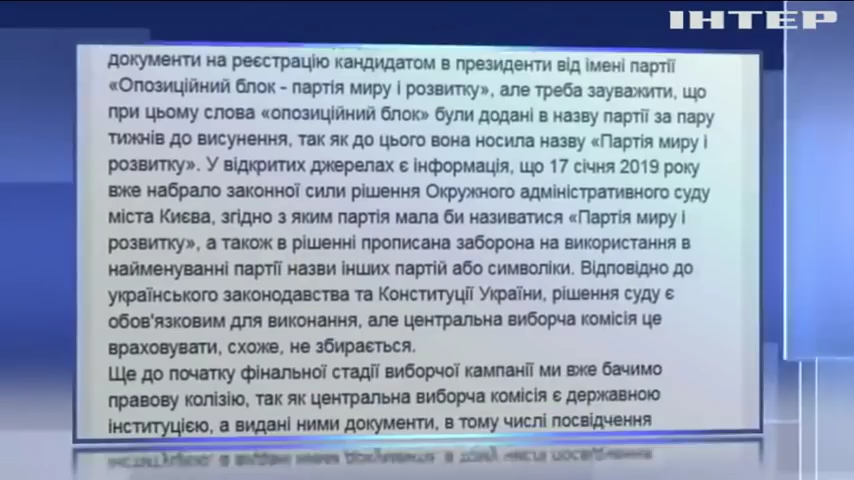 ІНТЕР
документи на реєстрацію кандидатом в президенти від імені партії
«Опозиційний блок - партія миру і розвитку», але треба зауважити, що
при цьому слова «опозиційний блок» були додані в назву партії за пару
тижнів до висунення, так як до цього вона носила назву «Партія миру і
розвитку». У відкритих джерелах є інформація, що 17 січня 2019 року
вже набрало законної сили рішення Окружного адміністративного суду
міста Києва, згідно з яким партія мала би називатися «Партія миру і
розвитку», а також в рішенні прописана заборона на використання в
найменуванні партії назви інших партій або символіки. Відповідно до
українського законодавства та Конституції України, рішення суду є
обов'язковим для виконання, але центральна виборча комісія це
враховувати, схоже, не збирається.
Ще до початку фінальної стадії виборчої кампанії ми вже бачимо
правову колізію, так як центральна виборча комісія є державною
інституцією, а видані ними документи, в тому числі посвідчення